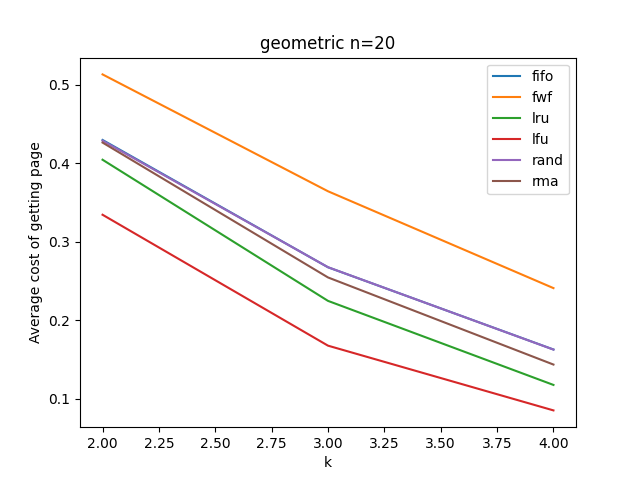 geometric n=20
Average cost of getting page
0.5
0.4
0.3
0.2
0.1
fifo
fwf
lru
lfu
rand
rma
2.00 2.25 2.50 2.75 3.00 3.25 3.50 3.75 4.00
k